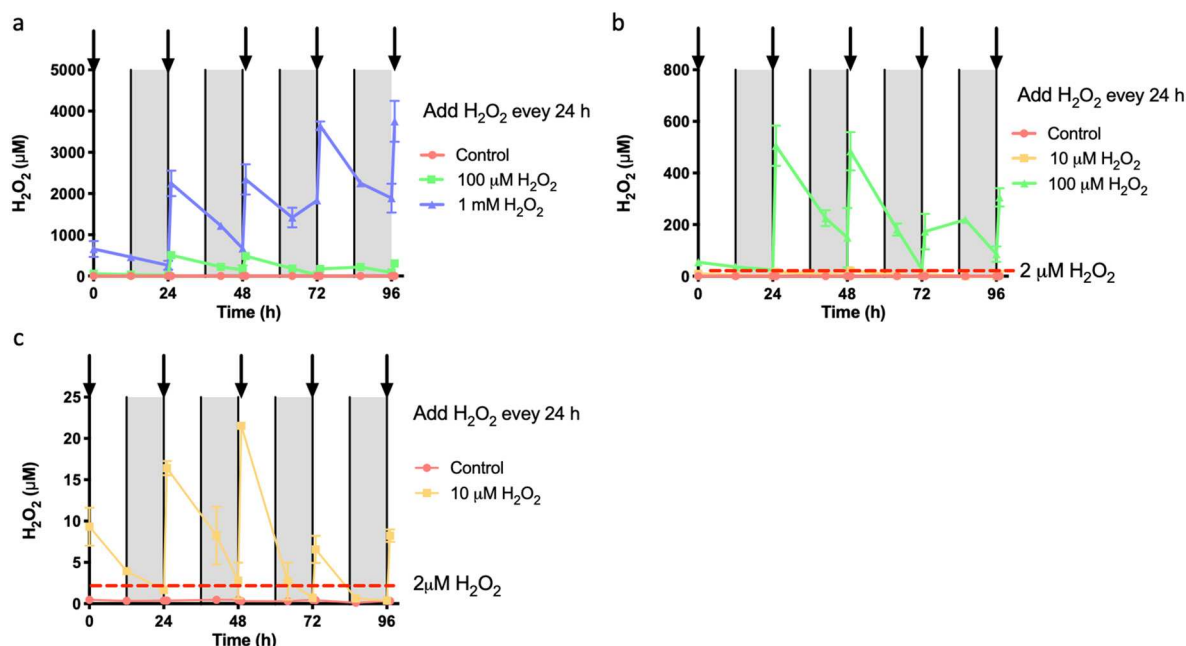 a
5000
4000
3000
2000
1000
0
H2O2 (µM)
0 24 48 72 96
Time (h)
Add H2O2 evey 24 h
Control
100 µM H2O2
1 mM H2O2
b
800
600
400
200
0
H2O2 (µM)
0 24 48 72 96
Time (h)
Add H2O2 evey 24 h
Control
10 µM H2O2
100 µM H2O2
2 µM H2O2
c
25
20
15
10
5
0
H2O2 (µM)
0 24 48 72 96
Time (h)
Add H2O2 evey 24 h
Control
10 µM H2O2
2µM H2O2